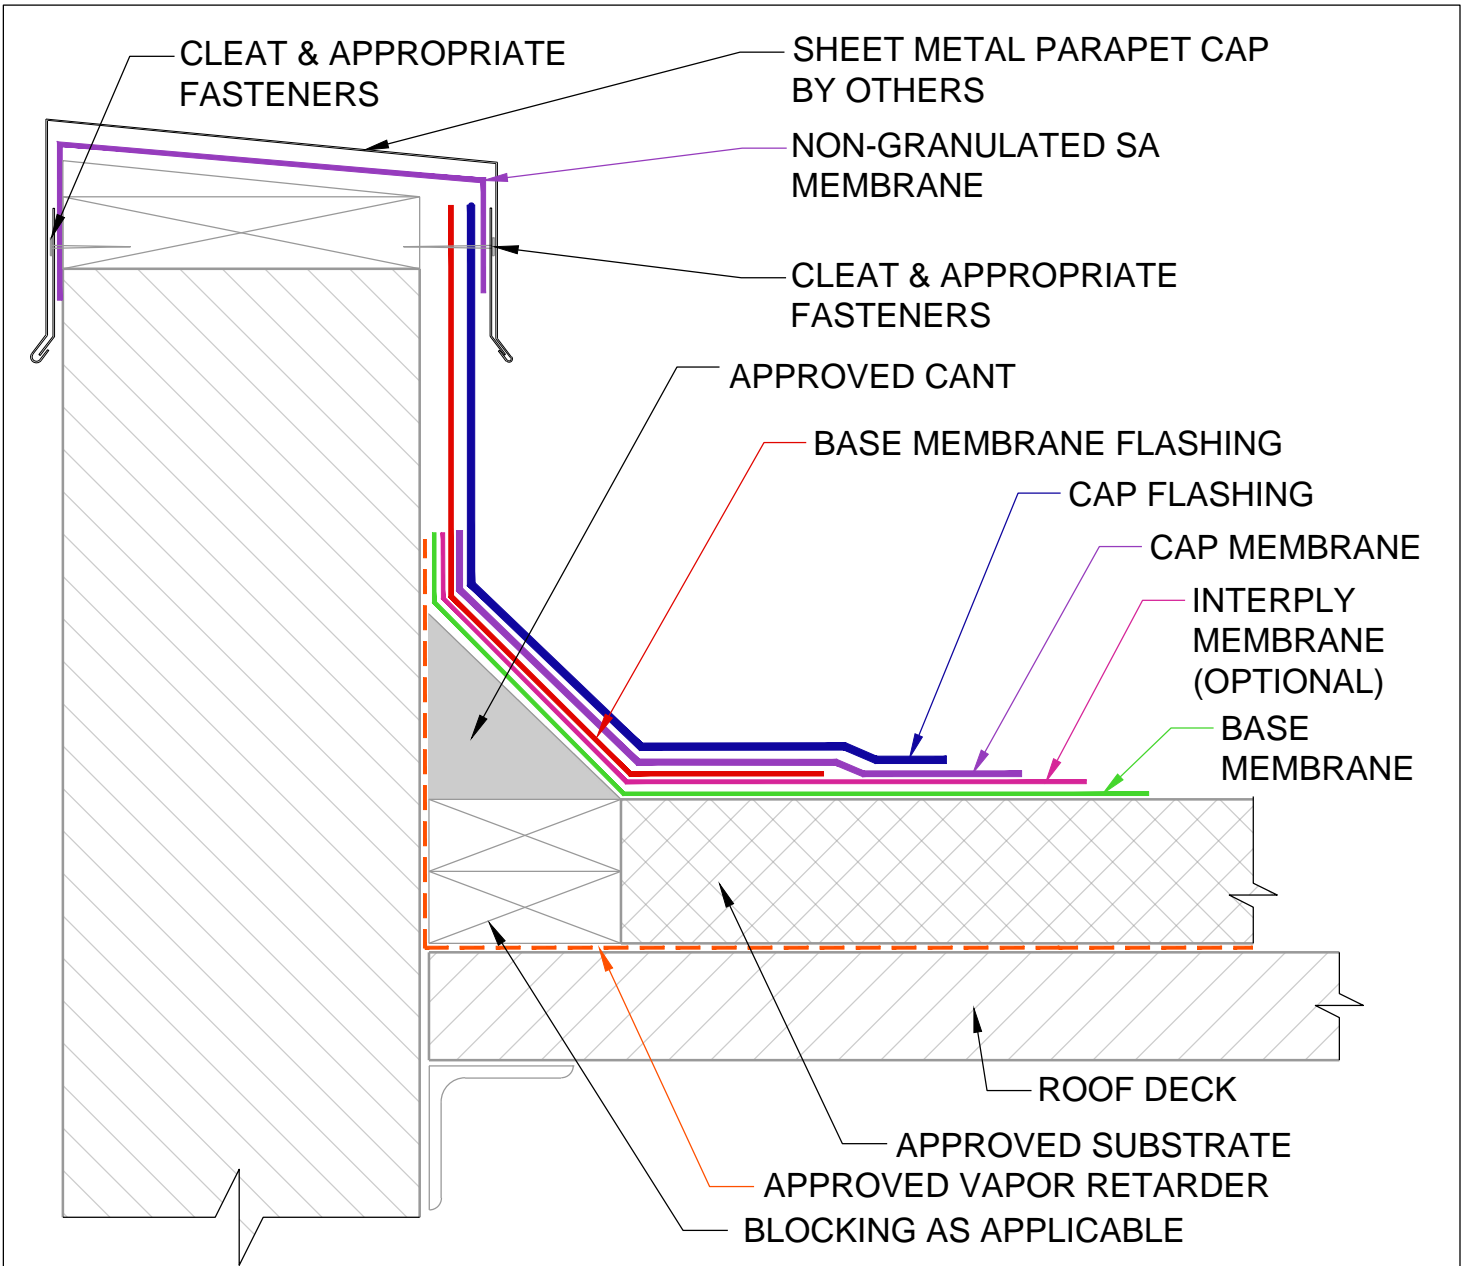 CLEAT & APPROPRIATE
FASTENERS
SHEET METAL PARAPET CAP
BY OTHERS
NON-GRANULATED SA
MEMBRANE
CLEAT & APPROPRIATE
FASTENERS
APPROVED CANT
BASE MEMBRANE FLASHING
CAP FLASHING
CAP MEMBRANE
INTERPLY
MEMBRANE
(OPTIONAL)
BASE
MEMBRANE
ROOF DECK
APPROVED SUBSTRATE
APPROVED VAPOR RETARDER
BLOCKING AS APPLICABLE